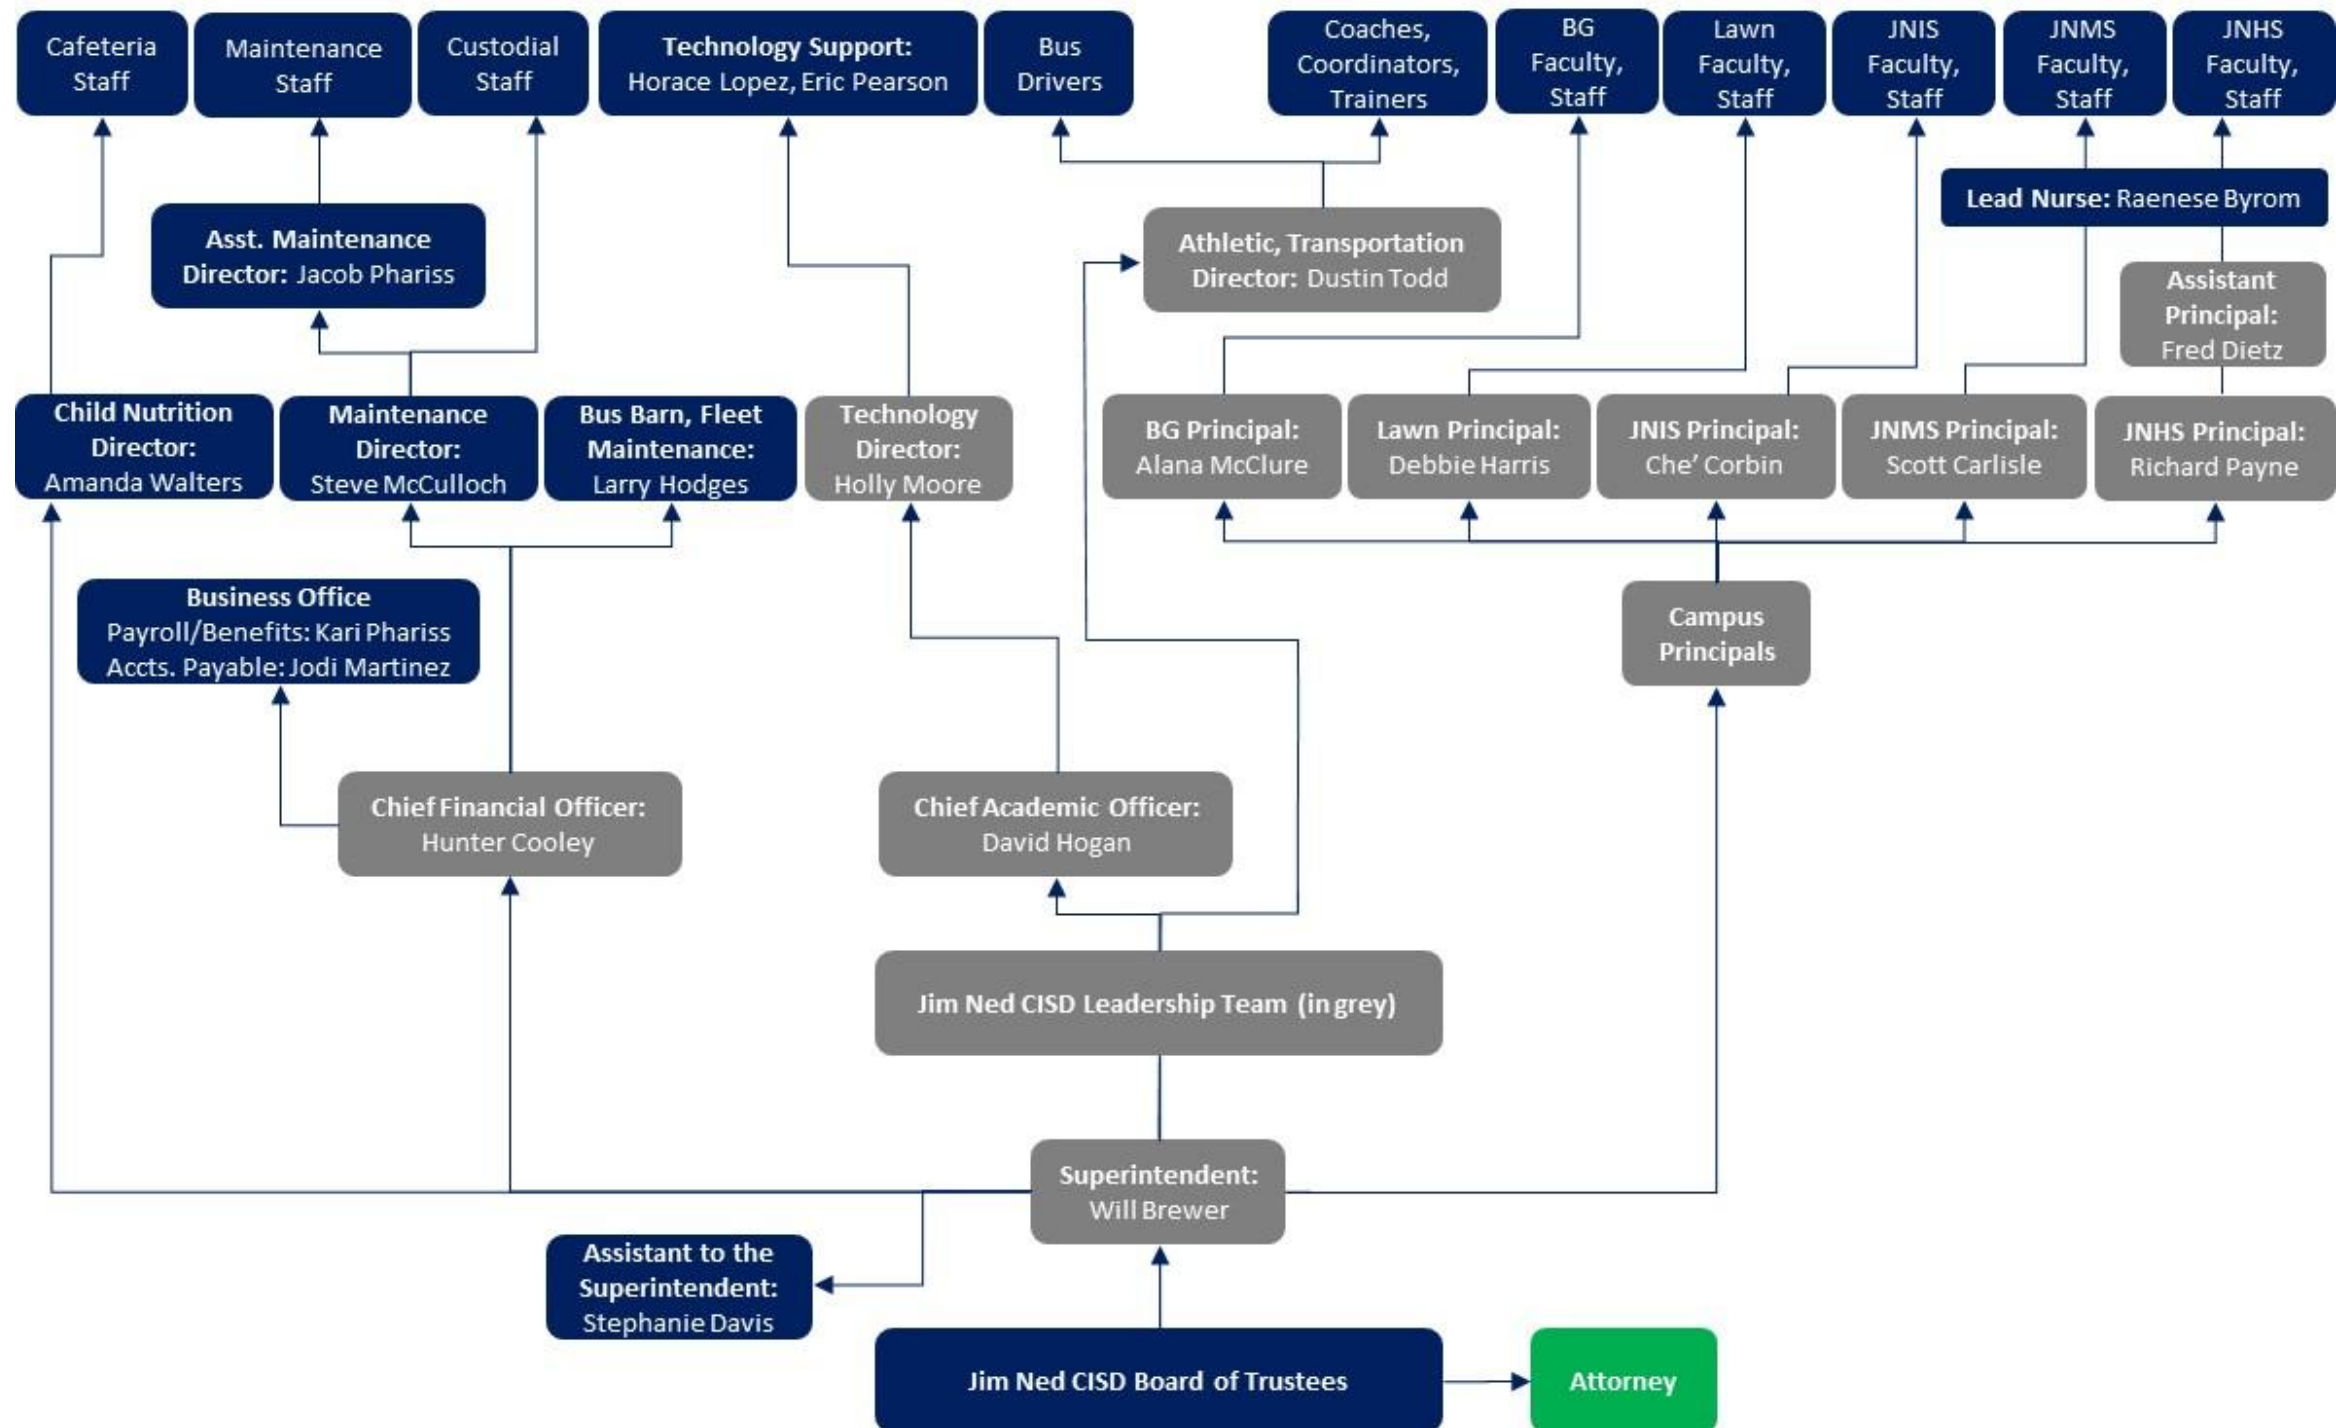 Cafeteria
Staff
Maintenance
Staff
Custodial
Staff
Technology Support:
Horace Lopez, Eric Pearson
Bus
Drivers
Coaches,
Coordinators,
Trainers
BG
Faculty,
Staff
Lawn
Faculty,
Staff
JNIS
Faculty,
Staff
JNMS
Faculty,
Staff
JNHS
Faculty,
Staff
Lead Nurse: Raenese Byrom
Asst. Maintenance
Director: Jacob Phariss
Athletic, Transportation
Director: Dustin Todd
Assistant
Principal:
Fred Dietz
Child Nutrition
Director:
Amanda Walters
Maintenance
Director:
Steve McCulloch
Bus Barn, Fleet
Maintenance:
Larry Hodges
Technology
Director:
Holly Moore
BG Principal:
Alana McClure
Lawn Principal:
Debbie Harris
JNIS Principal:
Che’ Corbin
JNMS Principal:
Scott Carlisle
JNHS Principal:
Richard Payne
Business Office
Payroll/Benefits: Kari Phariss
Accts. Payable: Jodi Martinez
Campus
Principals
Chief Financial Officer:
Hunter Cooley
Chief Academic Officer:
David Hogan
Jim Ned CISD Leadership Team (in grey)
Superintendent:
Will Brewer
Assistant to the
Superintendent:
Stephanie Davis
Jim Ned CISD Board of Trustees
Attorney